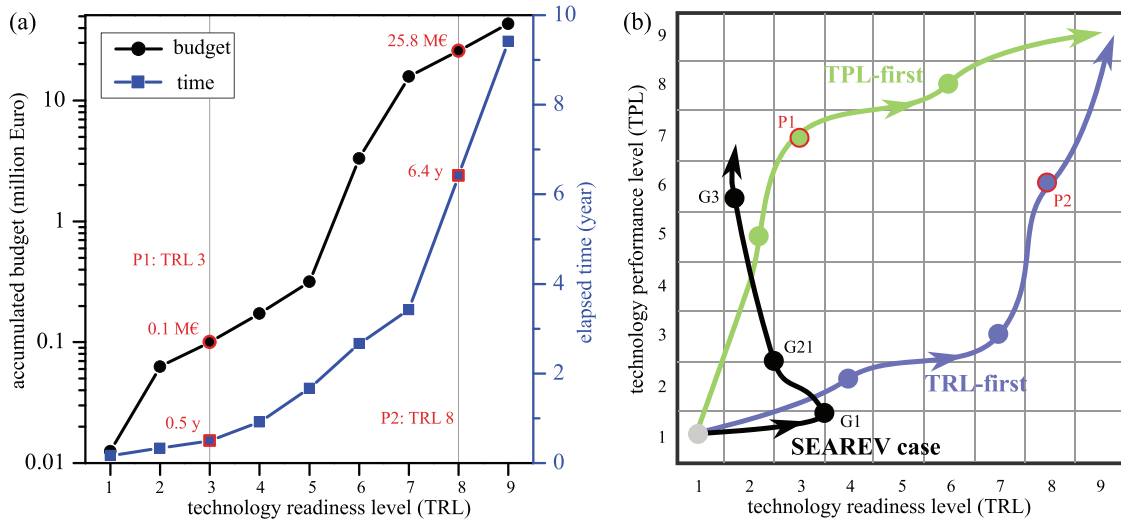 (a)
accumulated budget (million Euro)
10
1
0.1
0.01
budget
time
25.8 M€
6.4 y
P1: TRL 3
0.1 M€
0.5 y
P2: TRL 8
10
8
6
4
2
0
elapsed time (year)
1 2 3 4 5 6 7 8 9
technology readiness level (TRL)
(b)
technology performance level (TPL)
9
8
7
6
5
4
3
2
1
TPL-first
P1
G3
P2
G21
TRL-first
G1
SEAREV case
1 2 3 4 5 6 7 8 9
technology readiness level (TRL)